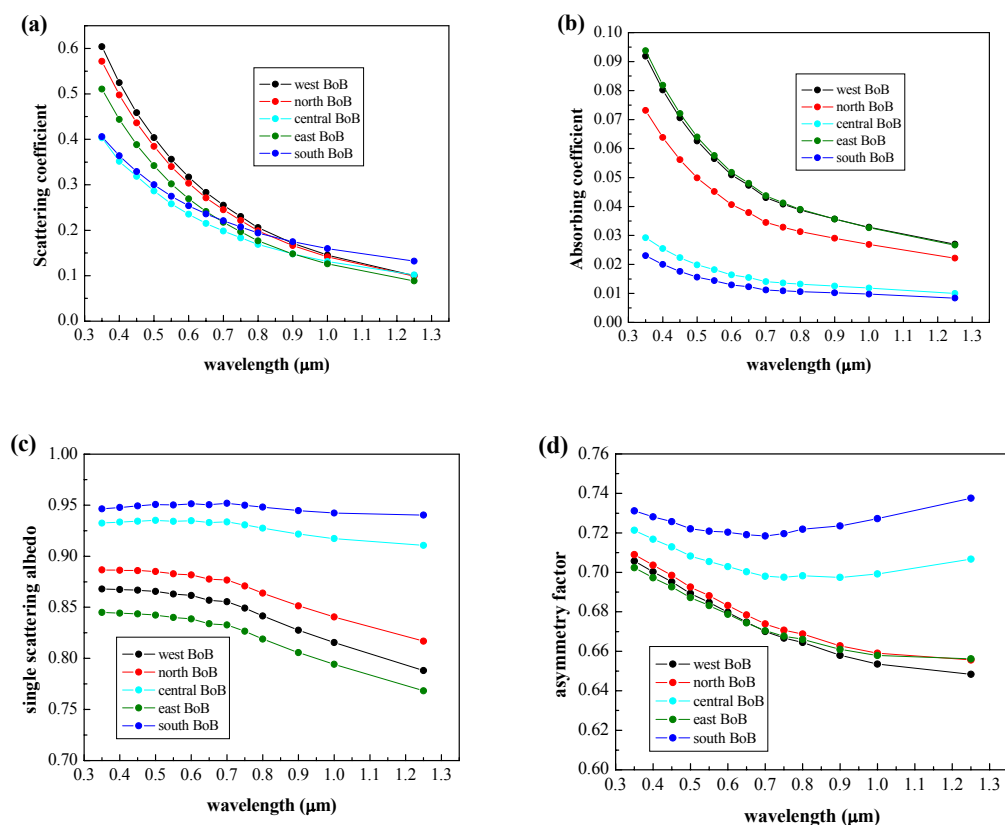 (a)
Scattering coefficient
0.6
0.5
0.4
0.3
0.2
0.1
0.0
west BoB
north BoB
central BoB
east BoB
south BoB
0.3 0.4 0.5 0.6 0.7 0.8 0.9 1.0 1.1 1.2 1.3
wavelength (μm)
(b)
Absorbing coefficient
0.10
0.09
0.08
0.07
0.06
0.05
0.04
0.03
0.02
0.01
0.00
west BoB
north BoB
central BoB
east BoB
south BoB
0.3 0.4 0.5 0.6 0.7 0.8 0.9 1.0 1.1 1.2 1.3
wavelength (μm)
(c)
single scattering albedo
1.00
0.95
0.90
0.85
0.80
0.75
0.70
west BoB
north BoB
central BoB
east BoB
south BoB
0.3 0.4 0.5 0.6 0.7 0.8 0.9 1.0 1.1 1.2 1.3
wavelength (μm)
(d)
asymmetry factor
0.76
0.74
0.72
0.70
0.68
0.66
0.64
0.62
0.60
west BoB
north BoB
central BoB
east BoB
south BoB
0.3 0.4 0.5 0.6 0.7 0.8 0.9 1.0 1.1 1.2 1.3
wavelength (μm)